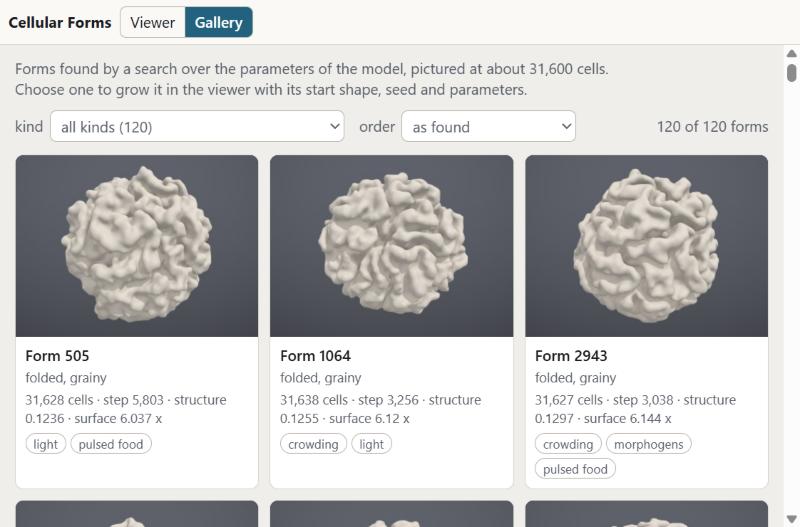 Cellular Forms
Viewer
Gallery
Forms found by a search over the parameters of the model, pictured at about 31,600 cells.
Choose one to grow it in the viewer with its start shape, seed and parameters.
kind
all kinds (120)
order
as found
120 of 120 forms
Form 505
folded, grainy
31,628 cells · step 5,803 · structure
0.1236 · surface 6.037 x
light
pulsed food
Form 1064
folded, grainy
31,638 cells · step 3,256 · structure
0.1255 · surface 6.12 x
crowding
light
Form 2943
folded, grainy
31,627 cells · step 3,038 · structure
0.1297 · surface 6.144 x
crowding
morphogens
pulsed food